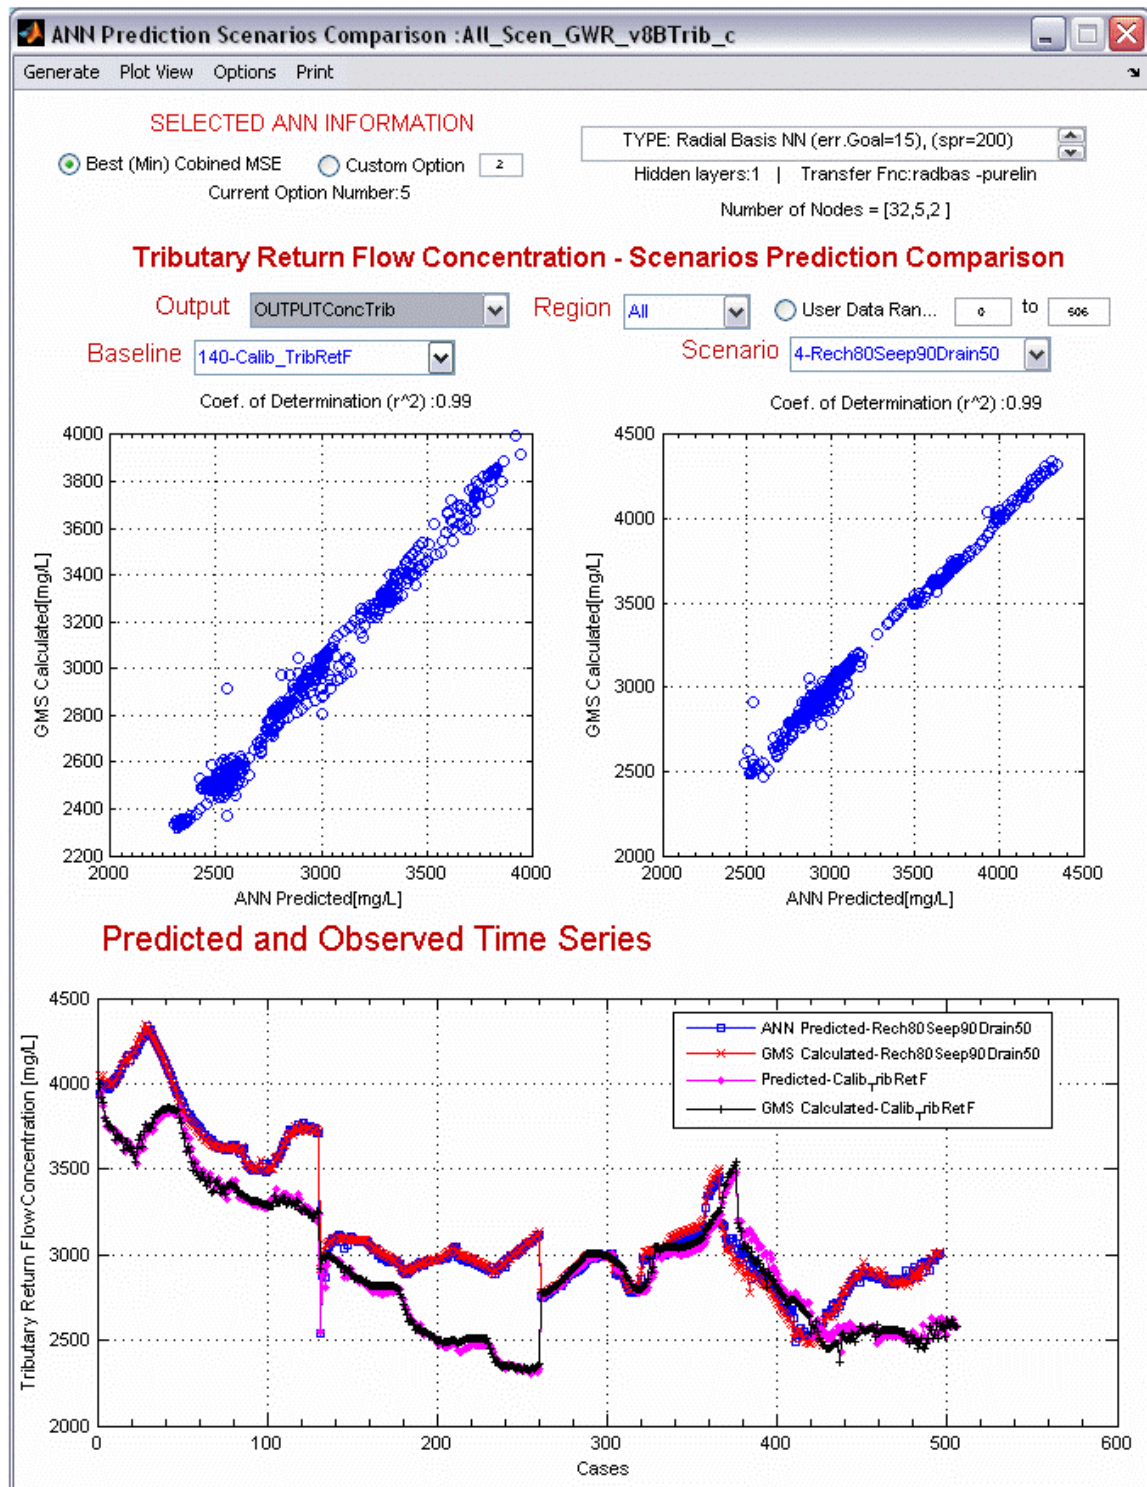 ANN Prediction Scenarios Comparison :All_Scen_GWR_v8BTrib_c
Generate Plot View Options Print
SELECTED ANN INFORMATION
Best (Min) Cobined MSE Custom Option 2
Current Option Number:5
TYPE: Radial Basis NN (err.Goal=15), (spr=200)
Hidden layers:1 | Transfer Fnc:radbas -purelin
Number of Nodes = [32,5,2 ]
Tributary Return Flow Concentration - Scenarios Prediction Comparison
Output OUTPUTConcTrib Region All User Data Ran... 0 to 506
Baseline 140-Calib_TribRetF Scenario 4-Rech80Seep90Drain50
Coef. of Determination (r^2) :0.99
4000
3800
3600
3400
3200
3000
2800
2600
2400
2200
2000 2500 3000 3500 4000
GMS Calculated[mg/L]
ANN Predicted[mg/L]
Coef. of Determination (r^2) :0.99
4500
4000
3500
3000
2500
2000
2000 2500 3000 3500 4000 4500
GMS Calculated[mg/L]
ANN Predicted[mg/L]
Predicted and Observed Time Series
4500
4000
3500
3000
2500
2000
0 100 200 300 400 500 600
Tributary Return Flow Concentration [mg/L]
Cases
ANN Predicted-Rech80Seep90Drain50
GMS Calculated-Rech80Seep90Drain50
Predicted-Calib_TribRetF
GMS Calculated-Calib_TribRetF